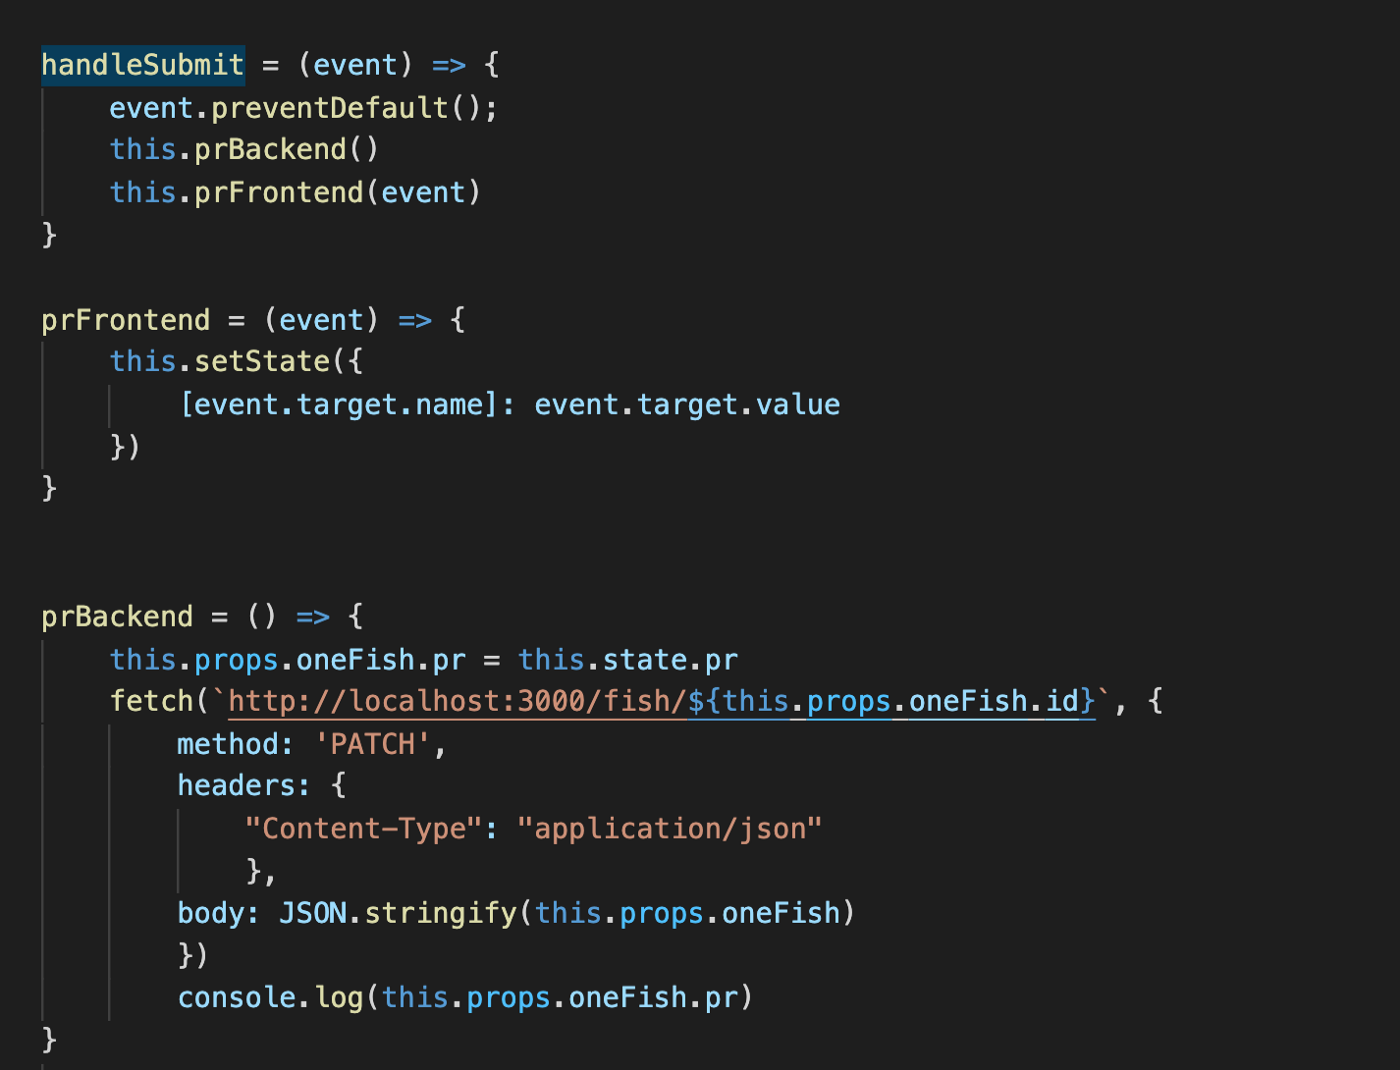 handleSubmit = (event) => {
    event.preventDefault();
    this.prBackend()
    this.prFrontend(event)
}
prFrontend = (event) => {
    this.setState({
        [event.target.name]: event.target.value
    })
}
prBackend = () => {
    this.props.oneFish.pr = this.state.pr
    fetch(`http://localhost:3000/fish/${this.props.oneFish.id}`, {
        method: 'PATCH',
        headers: {
            "Content-Type": "application/json"
            },
        body: JSON.stringify(this.props.oneFish)
        })
        console.log(this.props.oneFish.pr)
}